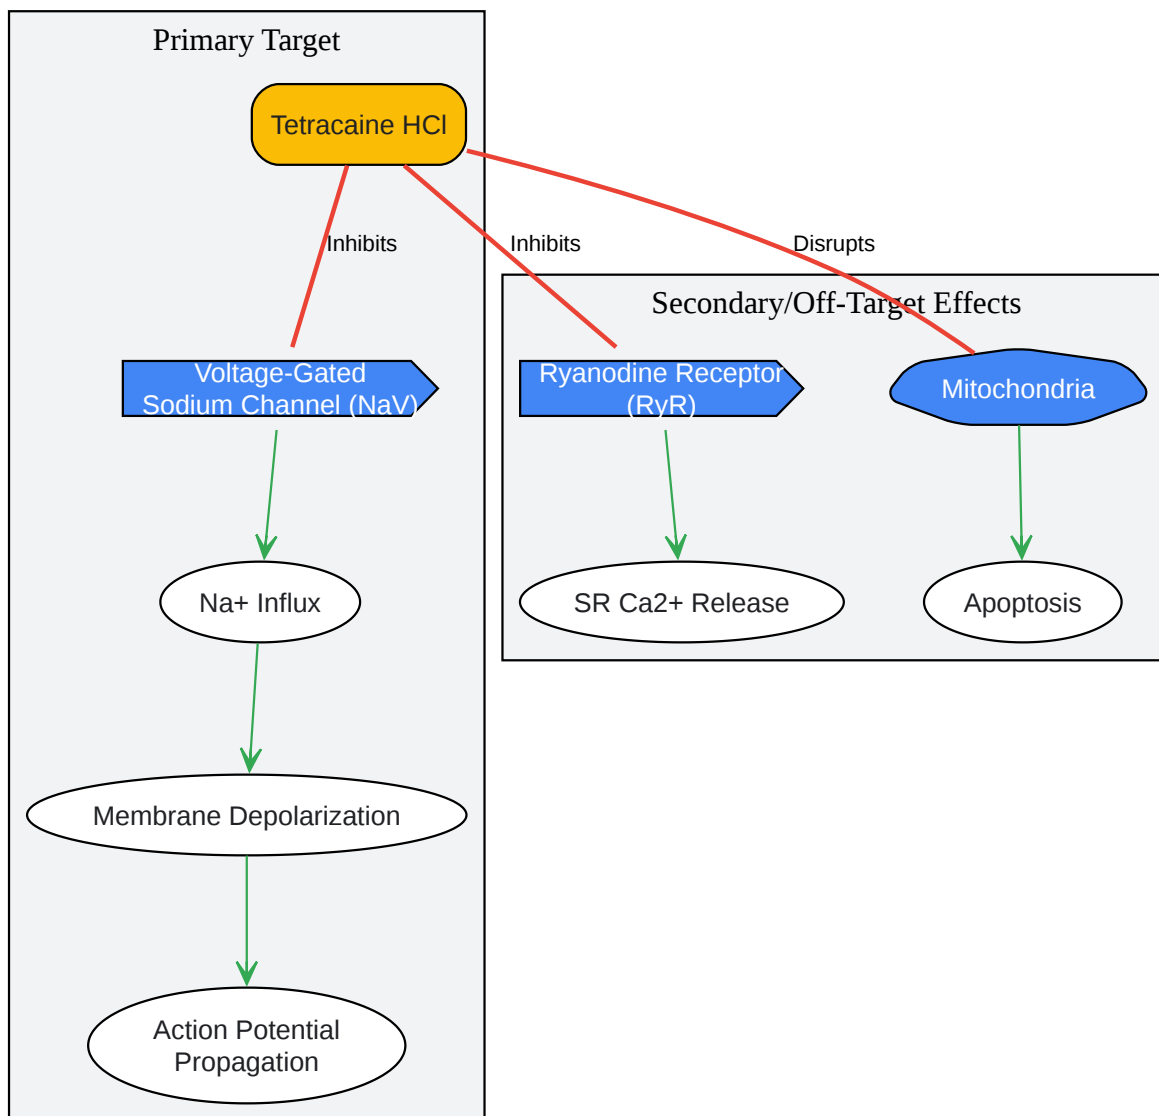 Primary Target
Tetracaine HCl
Inhibits
Inhibits
Disrupts
Secondary/Off-Target Effects
Voltage-Gated
Sodium Channel (NaV)
Ryanodine Receptor
(RyR)
Mitochondria
Na+ Influx
SR Ca2+ Release
Apoptosis
Membrane Depolarization
Action Potential
Propagation